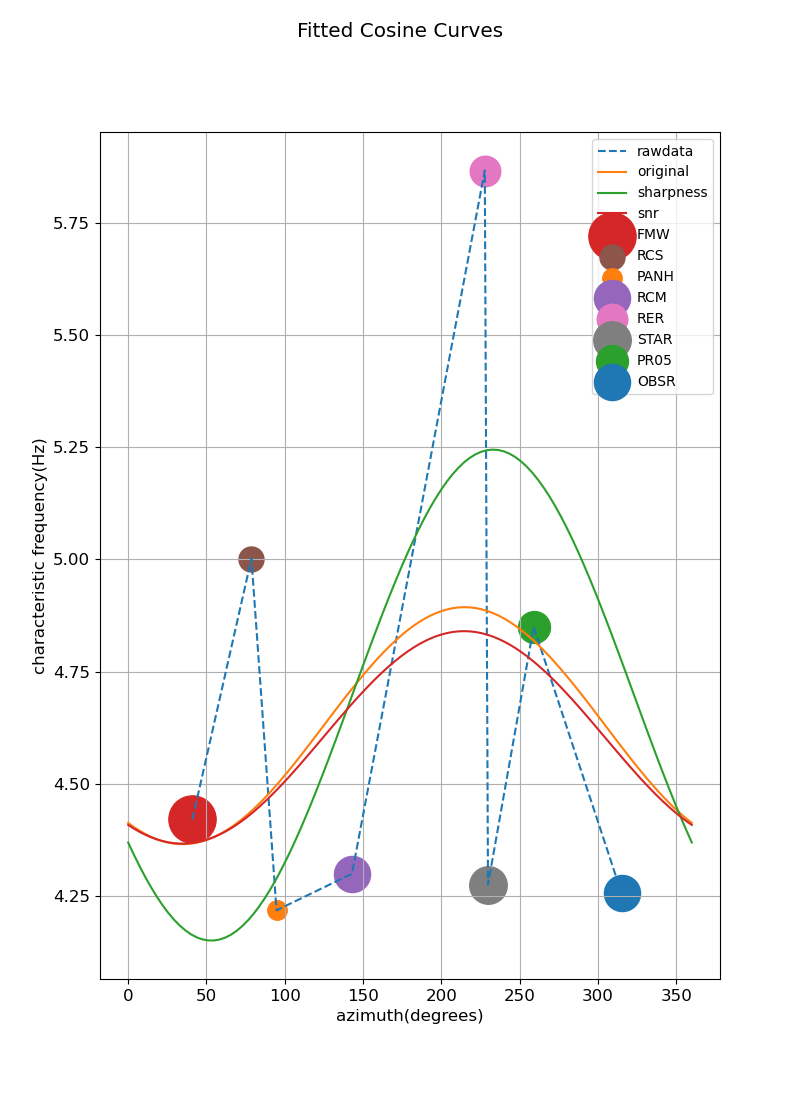 Fitted Cosine Curves
rawdata
original
sharpness
snr
FMW
RCS
PANH
RCM
RER
STAR
PR05
OBSR
characteristic frequency(Hz)
5.75
5.50
5.25
5.00
4.75
4.50
4.25
0 50 100 150 200 250 300 350
azimuth(degrees)